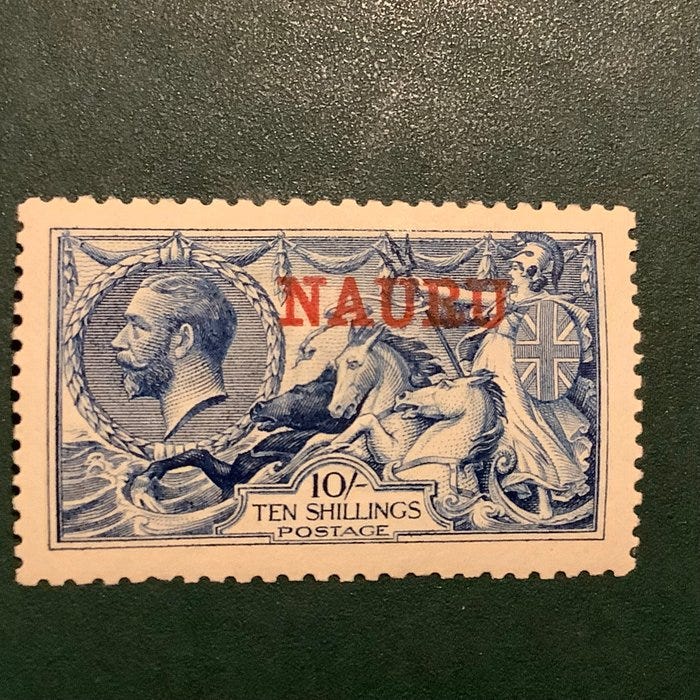 NAURU
10/-
TEN SHILLINGS
POSTAGE